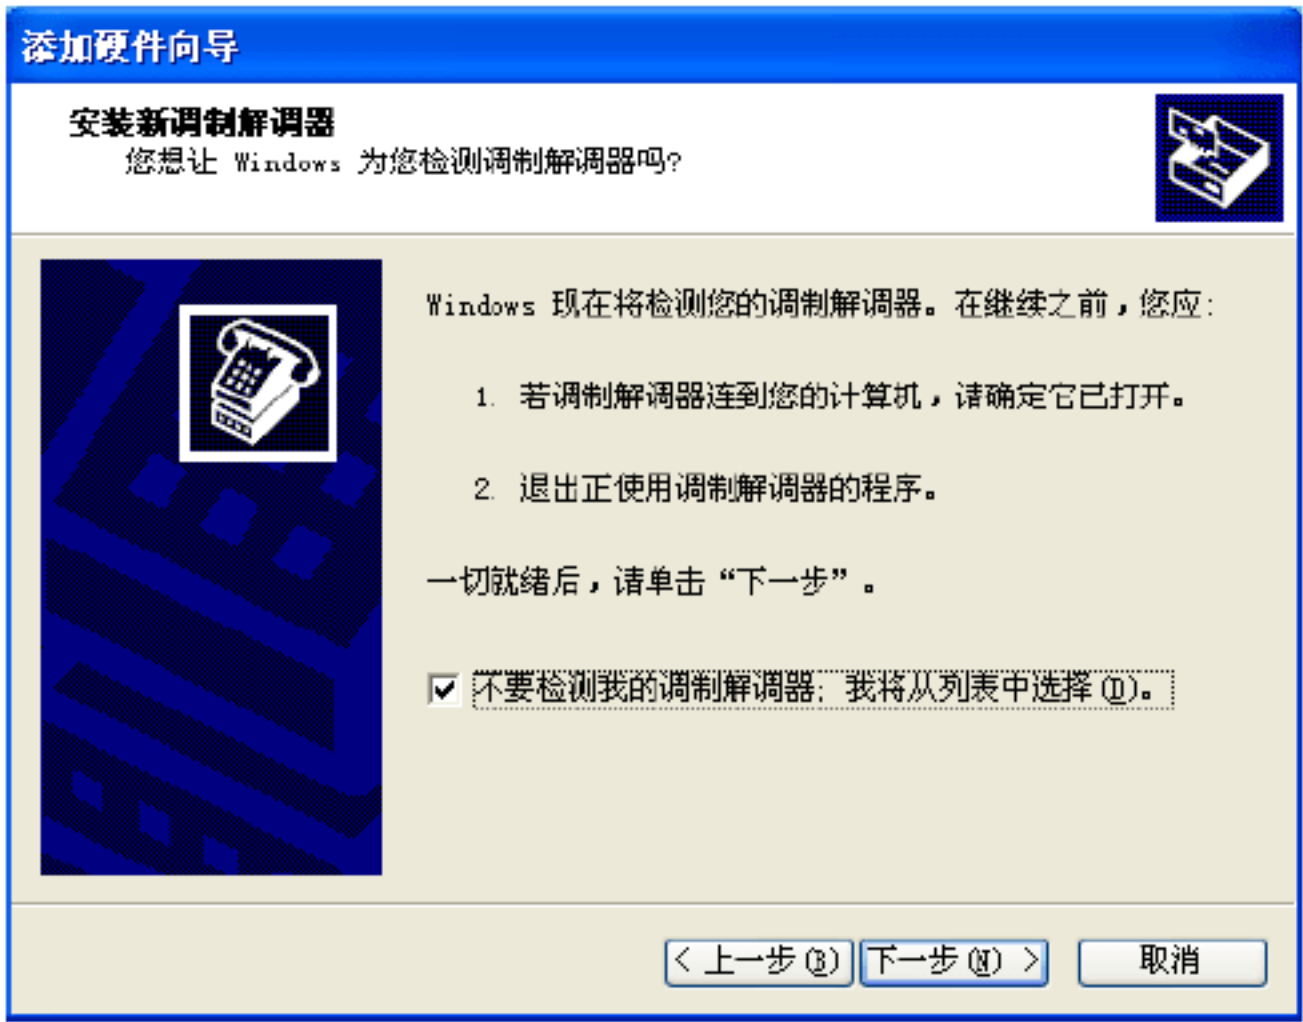 添加硬件向导
安装新调制解调器
您想让 Windows 为您检测调制解调器吗?
Windows 现在将检测您的调制解调器。在继续之前，您应:
1. 若调制解调器连到您的计算机，请确定它已打开。
2. 退出正使用调制解调器的程序。
一切就绪后，请单击“下一步”。
不要检测我的调制解调器; 我将从列表中选择(D)。
< 上一步(B) 下一步(N) > 取消